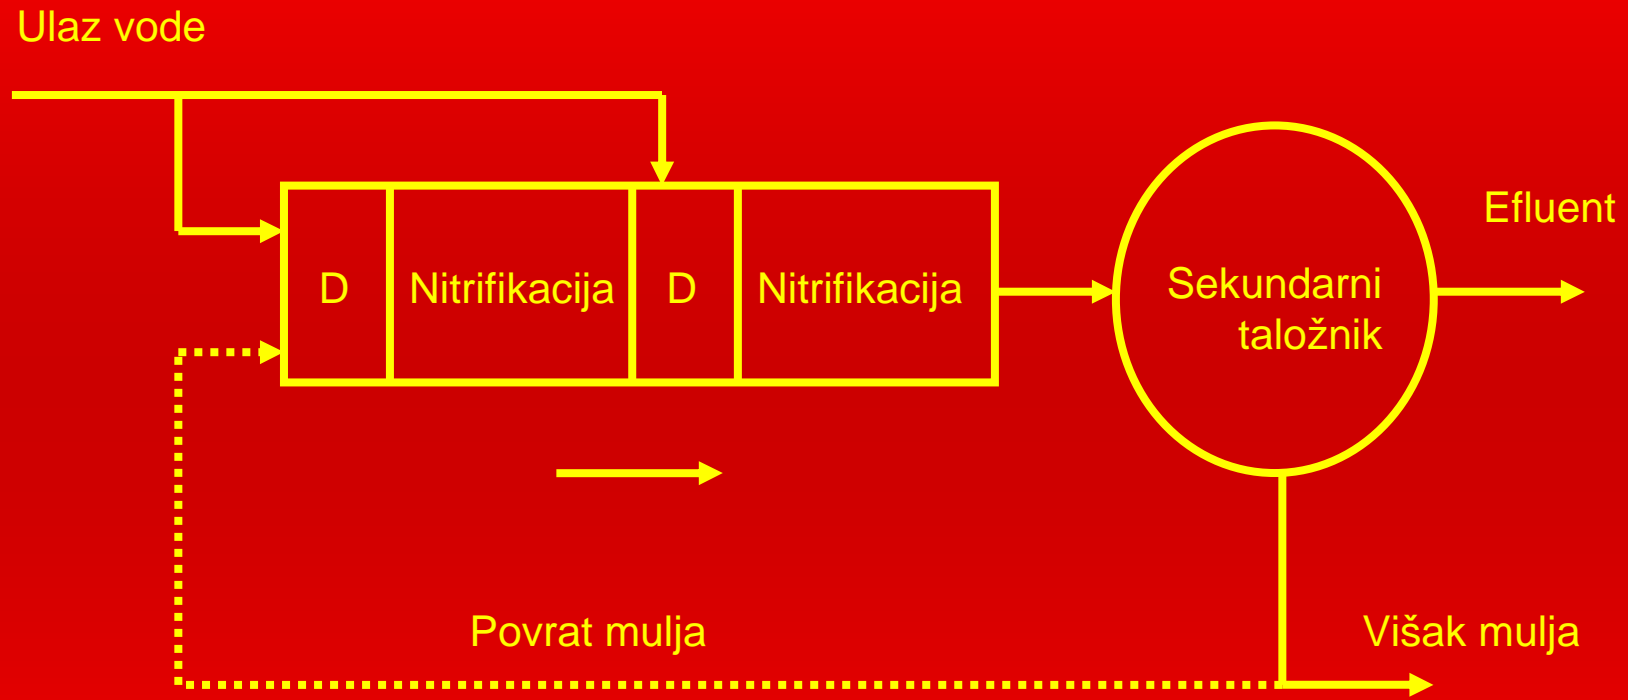 Ulaz vode
Efluent
D
Nitrifikacija
D
Nitrifikacija
Sekundarni
taložnik
Povrat mulja
Višak mulja